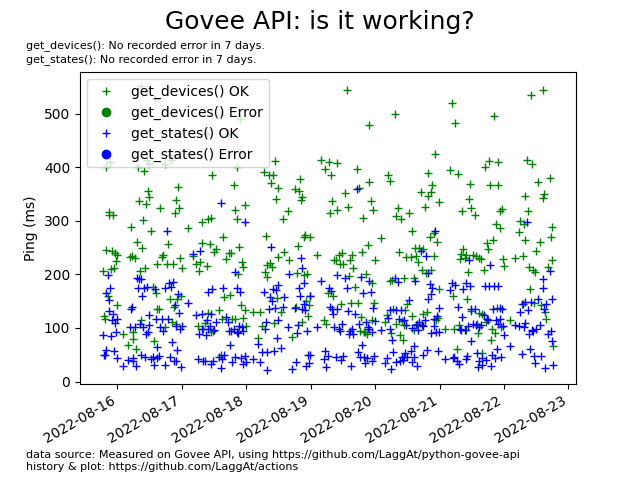 Govee API: is it working?
get_devices(): No recorded error in 7 days.
get_states(): No recorded error in 7 days.
get_devices() OK
get_devices() Error
get_states() OK
get_states() Error
500
400
300
200
100
0
Ping (ms)
2022-08-16
2022-08-17
2022-08-18
2022-08-19
2022-08-20
2022-08-21
2022-08-22
2022-08-23
data source: Measured on Govee API, using https://github.com/LaggAt/python-govee-api
history & plot: https://github.com/LaggAt/actions